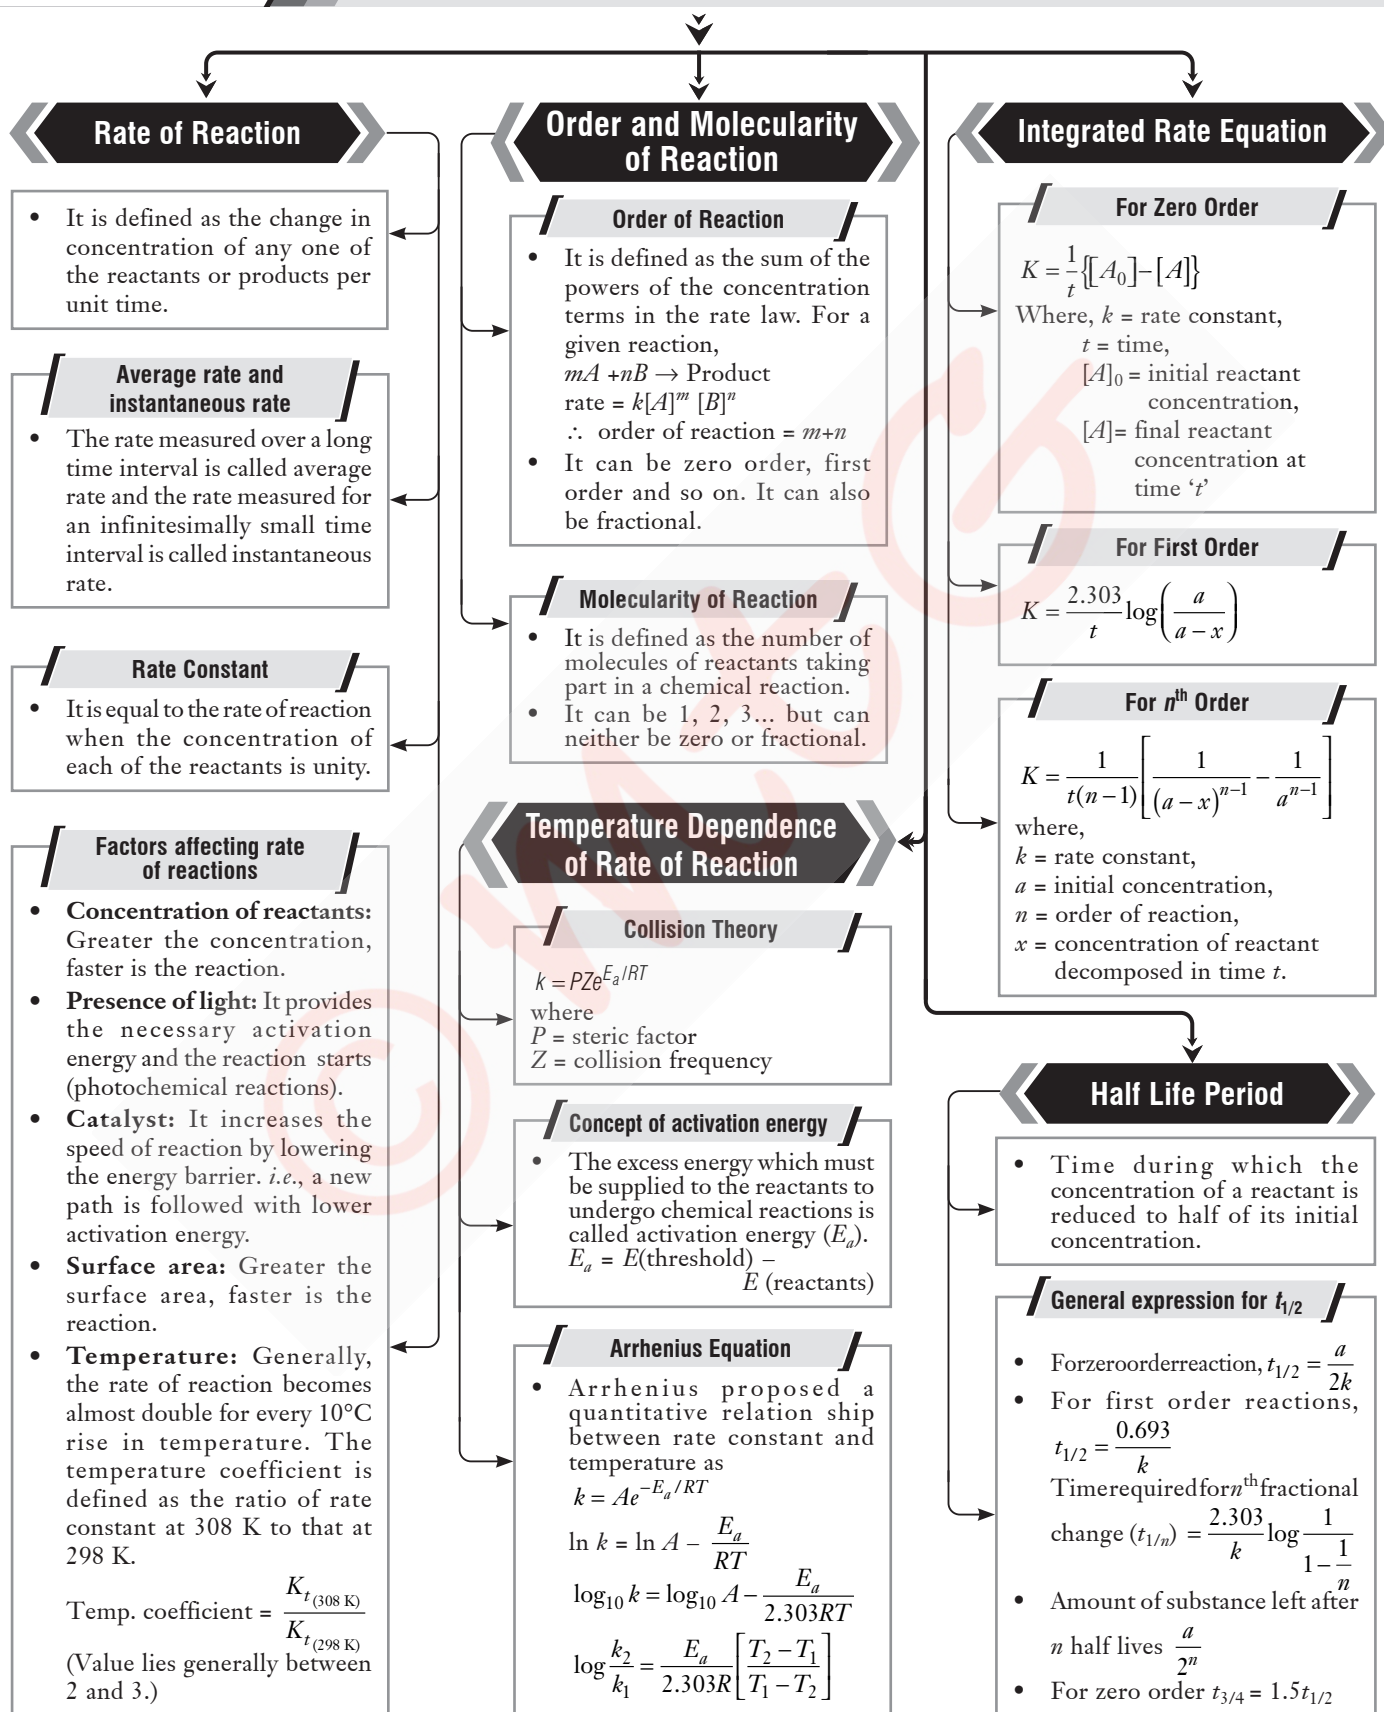 Rate of Reaction
• It is defined as the change in
concentration of any one of
the reactants or products per
unit time.
Average rate and
instantaneous rate
• The rate measured over a long
time interval is called average
rate and the rate measured for
an infinitesimally small time
interval is called instantaneous
rate.
Rate Constant
• It is equal to the rate of reaction
when the concentration of
each of the reactants is unity.
Factors affecting rate
of reactions
• Concentration of reactants:
Greater the concentration,
faster is the reaction.
• Presence of light: It provides
the necessary activation
energy and the reaction starts
(photochemical reactions).
• Catalyst: It increases the
speed of reaction by lowering
the energy barrier. i.e., a new
path is followed with lower
activation energy.
• Surface area: Greater the
surface area, faster is the
reaction.
• Temperature: Generally,
the rate of reaction becomes
almost double for every 10°C
rise in temperature. The
temperature coefficient is
defined as the ratio of rate
constant at 308 K to that at
298 K.
Temp. coefficient = K_t(308 K) / K_t(298 K)
(Value lies generally between
2 and 3.)
Order and Molecularity
of Reaction
Order of Reaction
• It is defined as the sum of the
powers of the concentration
terms in the rate law. For a
given reaction,
mA +nB → Product
rate = k[A]^m [B]^n
∴ order of reaction = m+n
• It can be zero order, first
order and so on. It can also
be fractional.
Molecularity of Reaction
• It is defined as the number of
molecules of reactants taking
part in a chemical reaction.
• It can be 1, 2, 3... but can
neither be zero or fractional.
Temperature Dependence
of Rate of Reaction
Collision Theory
k = PZe^(E_a/RT)
where
P = steric factor
Z = collision frequency
Concept of activation energy
• The excess energy which must
be supplied to the reactants to
undergo chemical reactions is
called activation energy (E_a).
E_a = E(threshold) –
E (reactants)
Arrhenius Equation
• Arrhenius proposed a
quantitative relation ship
between rate constant and
temperature as
k = Ae^(−E_a/RT)
ln k = ln A – E_a/RT
log₁₀ k = log₁₀ A − E_a/2.303RT
log k₂/k₁ = E_a/2.303R [T₂ − T₁ / T₁ − T₂]
Integrated Rate Equation
For Zero Order
K = 1/t {[A₀]−[A]}
Where, k = rate constant,
t = time,
[A]₀ = initial reactant
concentration,
[A]= final reactant
concentration at
time ‘t’
For First Order
K = 2.303/t log(a/(a − x))
For nth Order
K = 1/t(n−1) [1/(a − x)^(n−1) − 1/a^(n−1)]
where,
k = rate constant,
a = initial concentration,
n = order of reaction,
x = concentration of reactant
decomposed in time t.
Half Life Period
• Time during which the
concentration of a reactant is
reduced to half of its initial
concentration.
General expression for t₁/₂
• For zero order reaction, t₁/₂ = a/2k
• For first order reactions,
t₁/₂ = 0.693/k
Time required for nth fractional
change (t₁/n) = 2.303/k log 1/(1 − 1/n)
• Amount of substance left after
n half lives a/2^n
• For zero order t₃/₄ = 1.5t₁/₂
© mtG